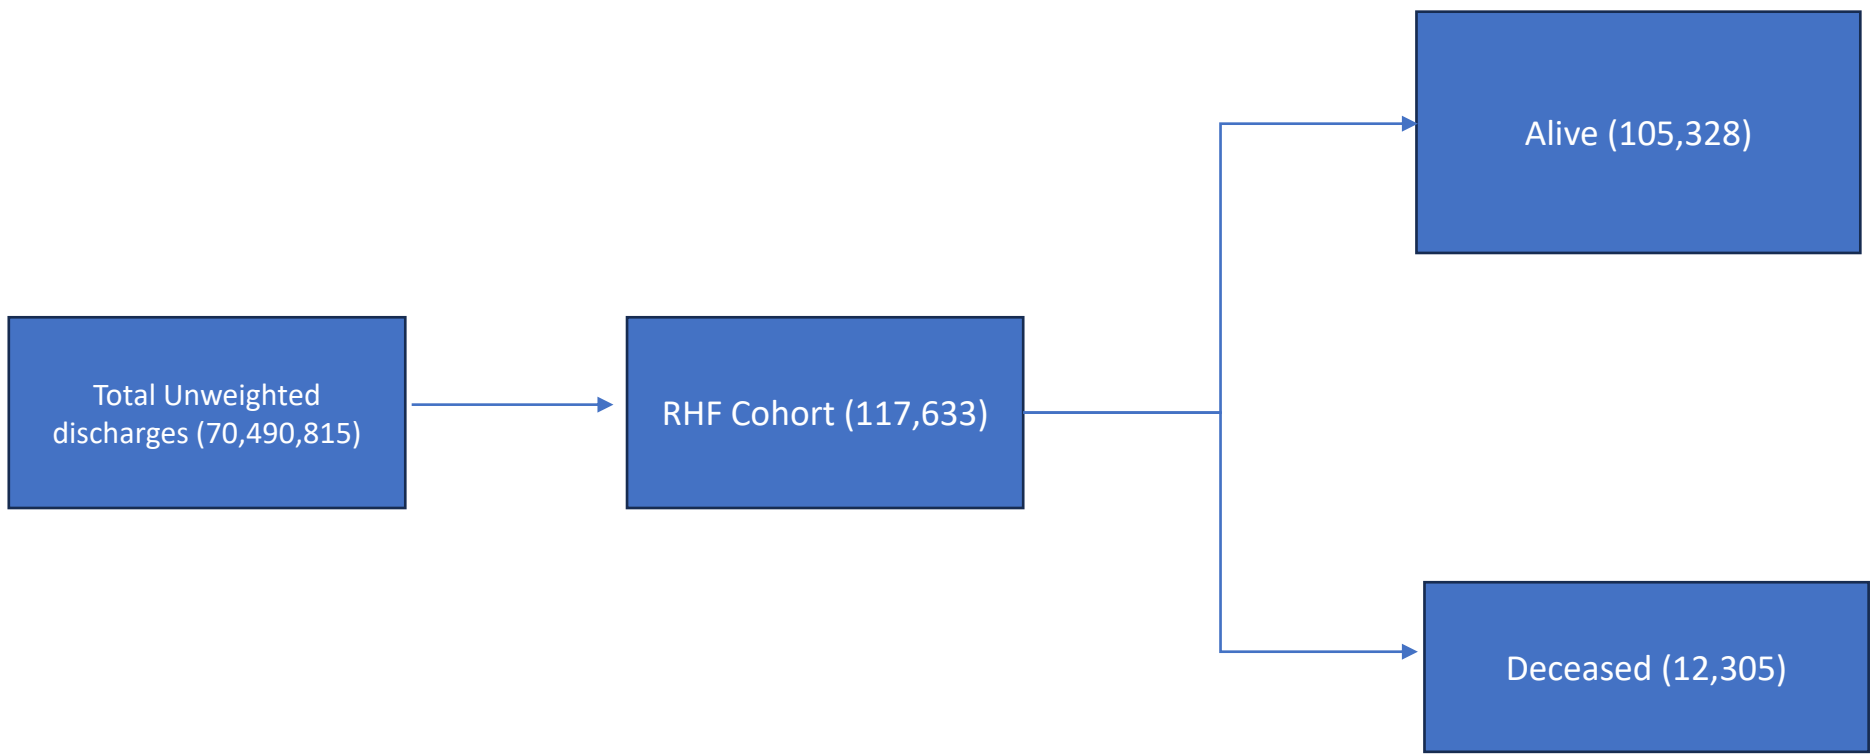 Total Unweighted
discharges (70,490,815)
RHF Cohort (117,633)
Alive (105,328)
Deceased (12,305)